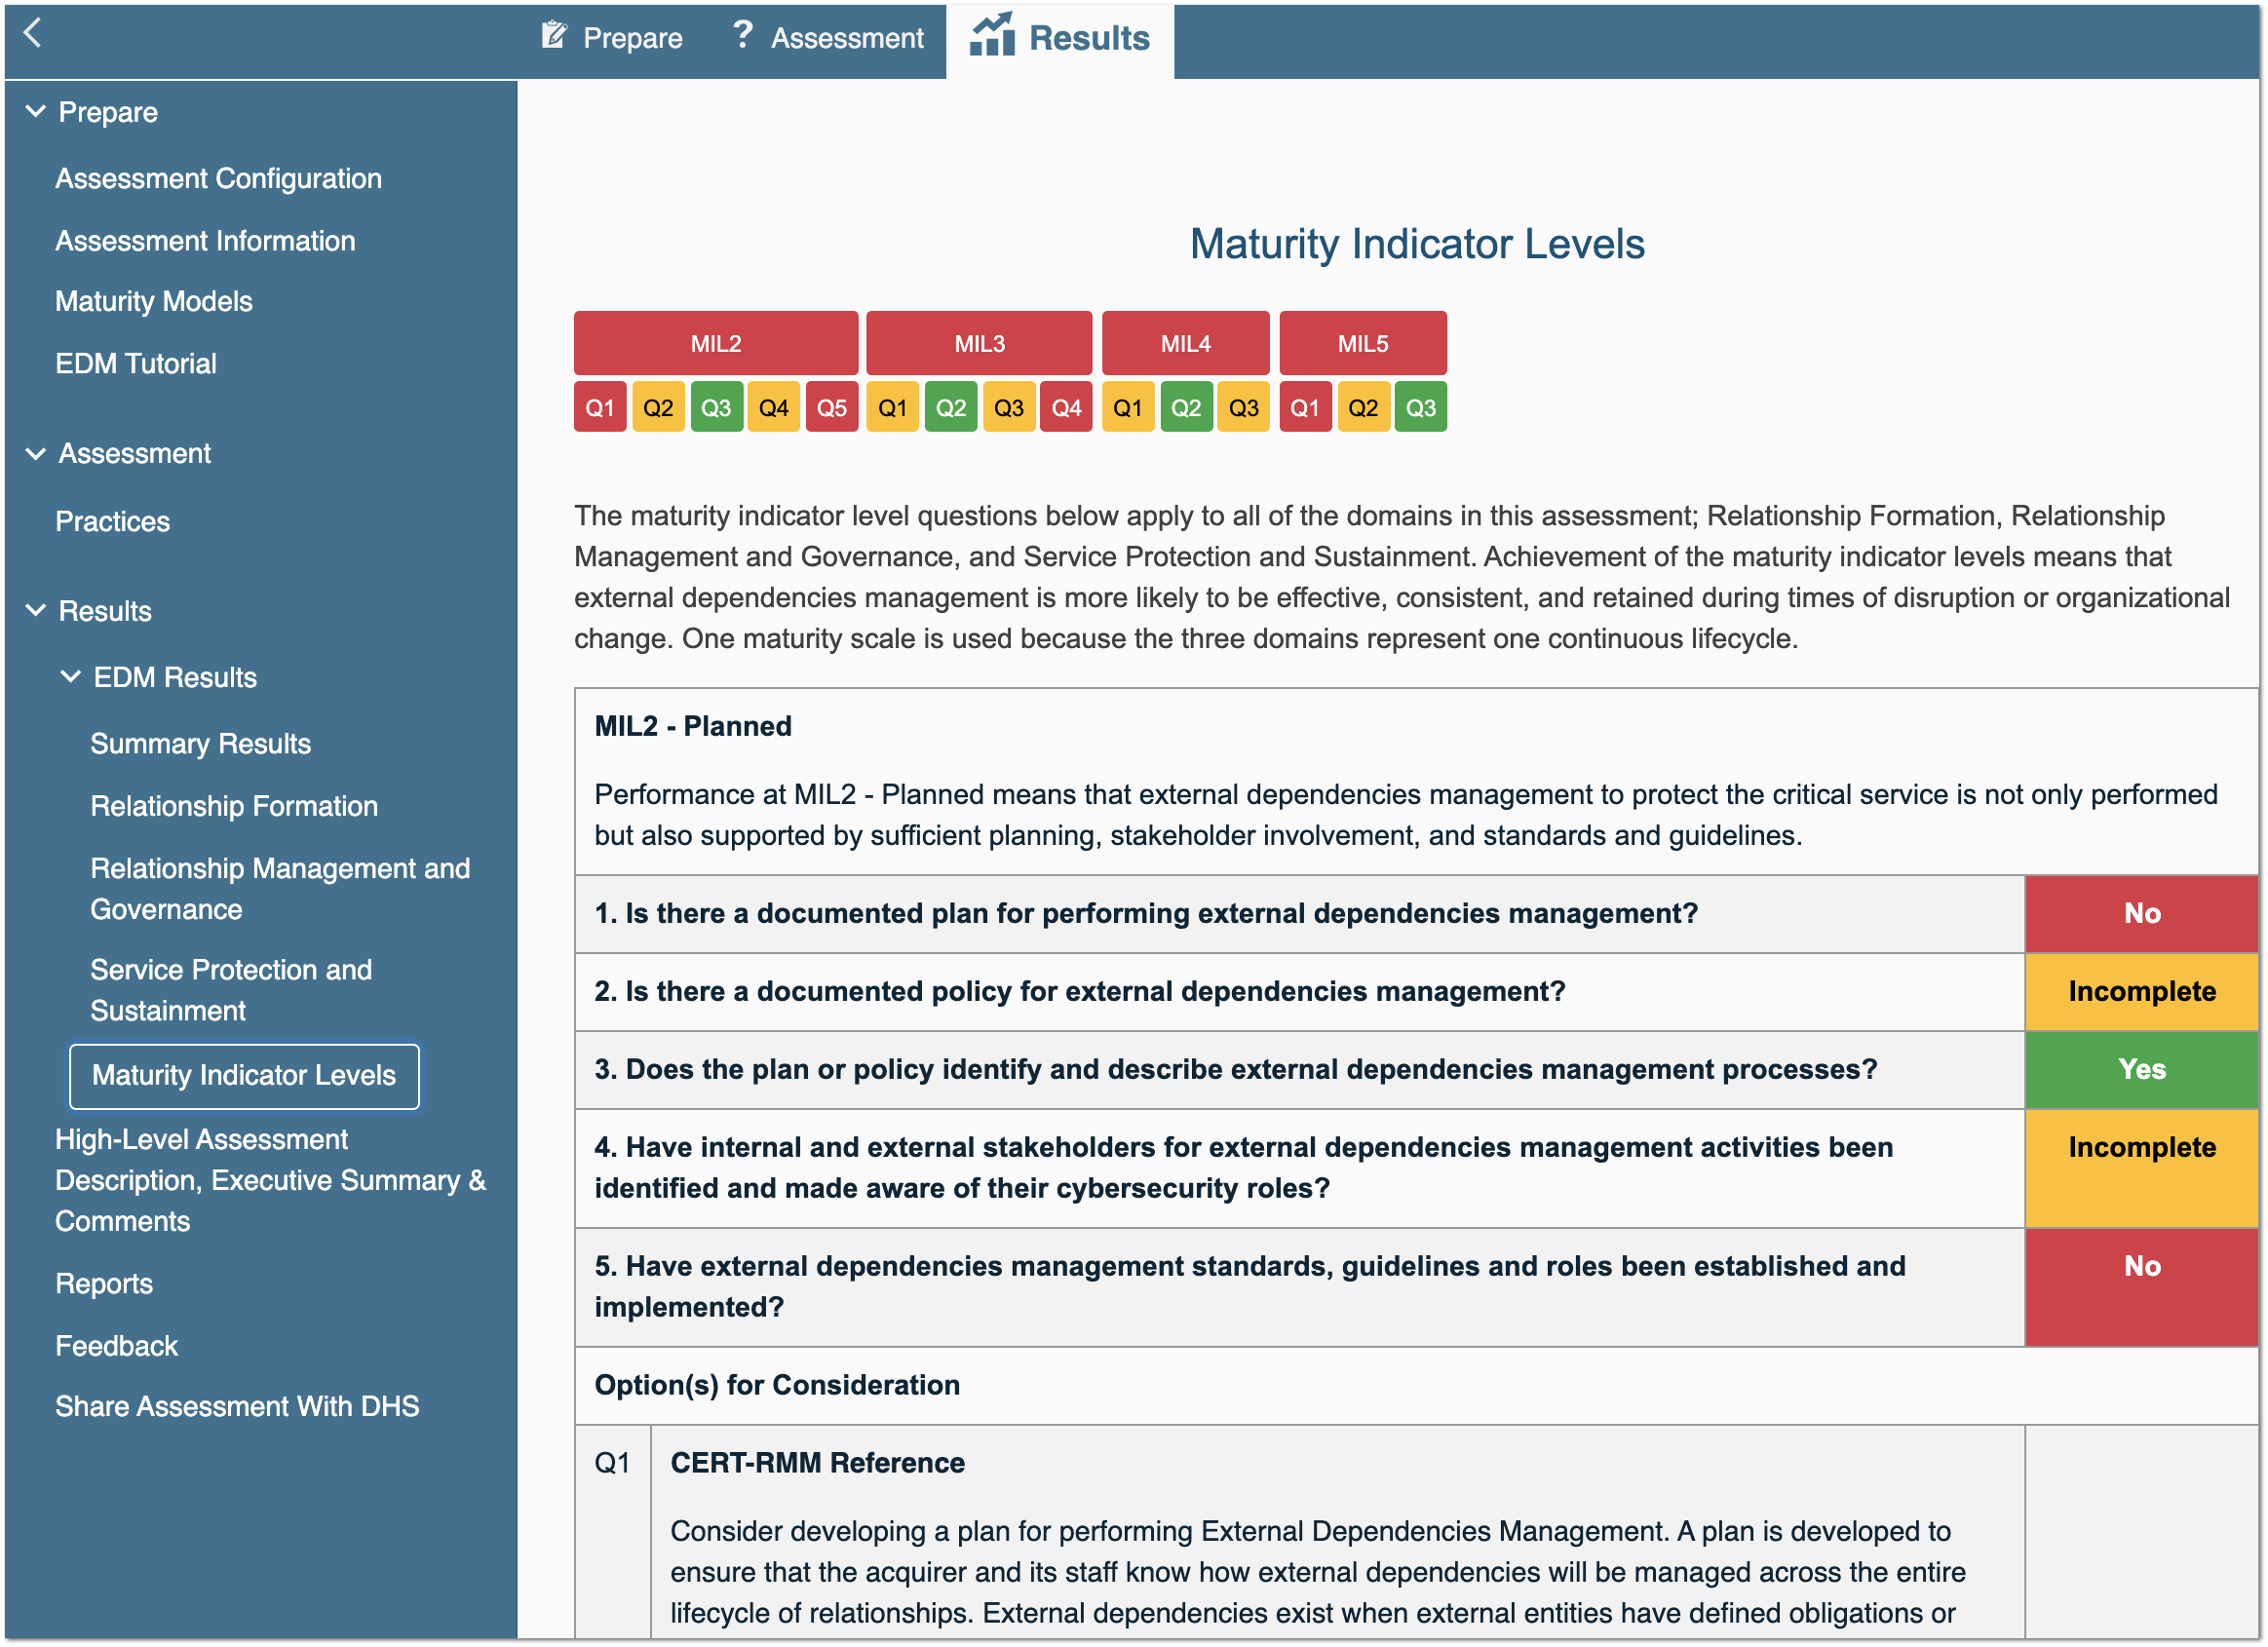 Prepare
Assessment
Results
Prepare
Assessment Configuration
Assessment Information
Maturity Models
EDM Tutorial
Assessment
Practices
Results
EDM Results
Summary Results
Relationship Formation
Relationship Management and
Governance
Service Protection and
Sustainment
Maturity Indicator Levels
High-Level Assessment
Description, Executive Summary &
Comments
Reports
Feedback
Share Assessment With DHS
Maturity Indicator Levels
MIL2 MIL3 MIL4 MIL5
Q1 Q2 Q3 Q4 Q5 Q1 Q2 Q3 Q4 Q1 Q2 Q3 Q1 Q2 Q3
The maturity indicator level questions below apply to all of the domains in this assessment; Relationship Formation, Relationship
Management and Governance, and Service Protection and Sustainment. Achievement of the maturity indicator levels means that
external dependencies management is more likely to be effective, consistent, and retained during times of disruption or organizational
change. One maturity scale is used because the three domains represent one continuous lifecycle.
MIL2 - Planned
Performance at MIL2 - Planned means that external dependencies management to protect the critical service is not only performed
but also supported by sufficient planning, stakeholder involvement, and standards and guidelines.
1. Is there a documented plan for performing external dependencies management? No
2. Is there a documented policy for external dependencies management? Incomplete
3. Does the plan or policy identify and describe external dependencies management processes? Yes
4. Have internal and external stakeholders for external dependencies management activities been Incomplete
identified and made aware of their cybersecurity roles?
5. Have external dependencies management standards, guidelines and roles been established and No
implemented?
Option(s) for Consideration
Q1 CERT-RMM Reference
Consider developing a plan for performing External Dependencies Management. A plan is developed to
ensure that the acquirer and its staff know how external dependencies will be managed across the entire
lifecycle of relationships. External dependencies exist when external entities have defined obligations or